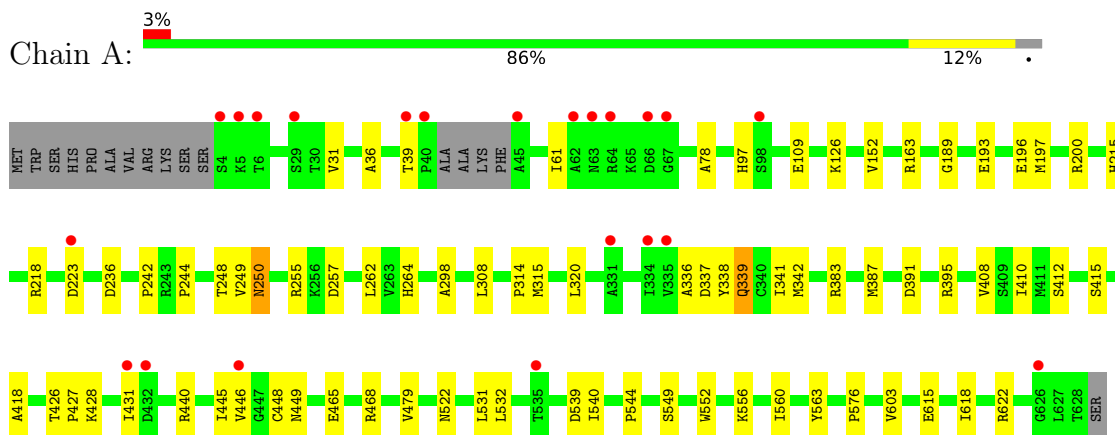 3%
Chain A:
86% 12% •
MET TRP SER HIS PRO ALA VAL ARG LYS SER SER S4 K5 T6 S29 T30 V31 A36 T39 P40 ALA ALA LYS PHE A45 I61 A62 N63 R64 K65 D66 G67 A78 H97 S98 E109 K126 V152 R163 G189 E193 E196 M197 R200 H215
R218 D223 D236 P242 R243 P244 T248 V249 N250 R255 K256 D257 L262 V263 H264 A298 L308 P314 M315 L320 A331 I334 V335 A336 D337 Y338 Q339 C340 I341 M342 R383 M387 D391 R395 V408 S409 I410 M411 S412 S415
A418 T426 P427 K428 I431 D432 R440 I445 V446 G447 C448 N449 E465 R468 V479 N522 L531 L532 T535 D539 I540 P544 S549 W552 K556 I560 Y563 P576 V603 E615 I618 R622 G626 L627 T628 SER